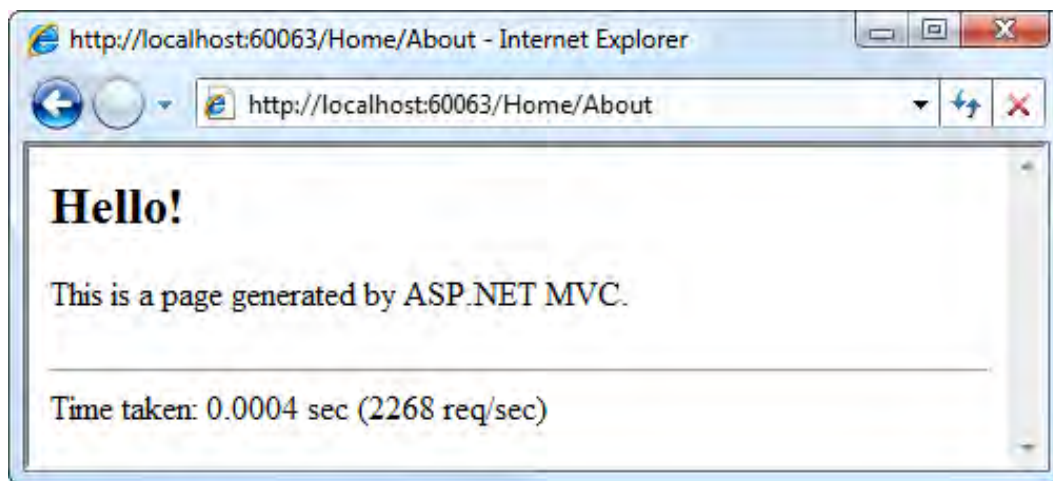 http://localhost:60063/Home/About - Internet Explorer
http://localhost:60063/Home/About
Hello!
This is a page generated by ASP.NET MVC.
Time taken: 0.0004 sec (2268 req/sec)